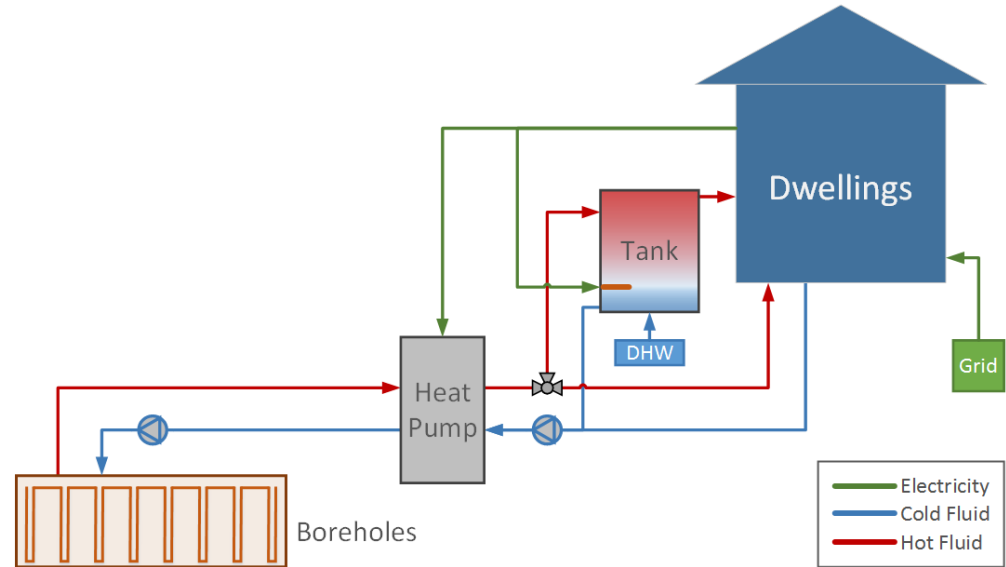 Dwellings
Tank
DHW
Grid
Heat
Pump
Boreholes
Electricity
Cold Fluid
Hot Fluid